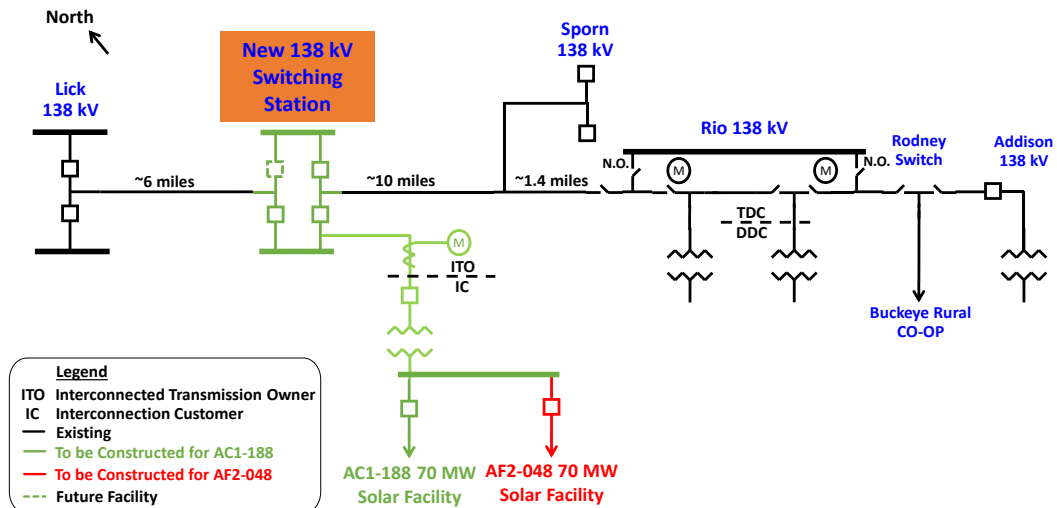 North
Lick
138 kV
New 138 kV
Switching
Station
Sporn
138 kV
Rio 138 kV
Rodney
Switch
Addison
138 kV
N.O.
M
M
N.O.
~6 miles
~10 miles
~1.4 miles
TDC
DDC
M
ITO
IC
Buckeye Rural
CO-OP
Legend
ITO Interconnected Transmission Owner
IC Interconnection Customer
Existing
To be Constructed for AC1-188
To be Constructed for AF2-048
Future Facility
AC1-188 70 MW
Solar Facility
AF2-048 70 MW
Solar Facility